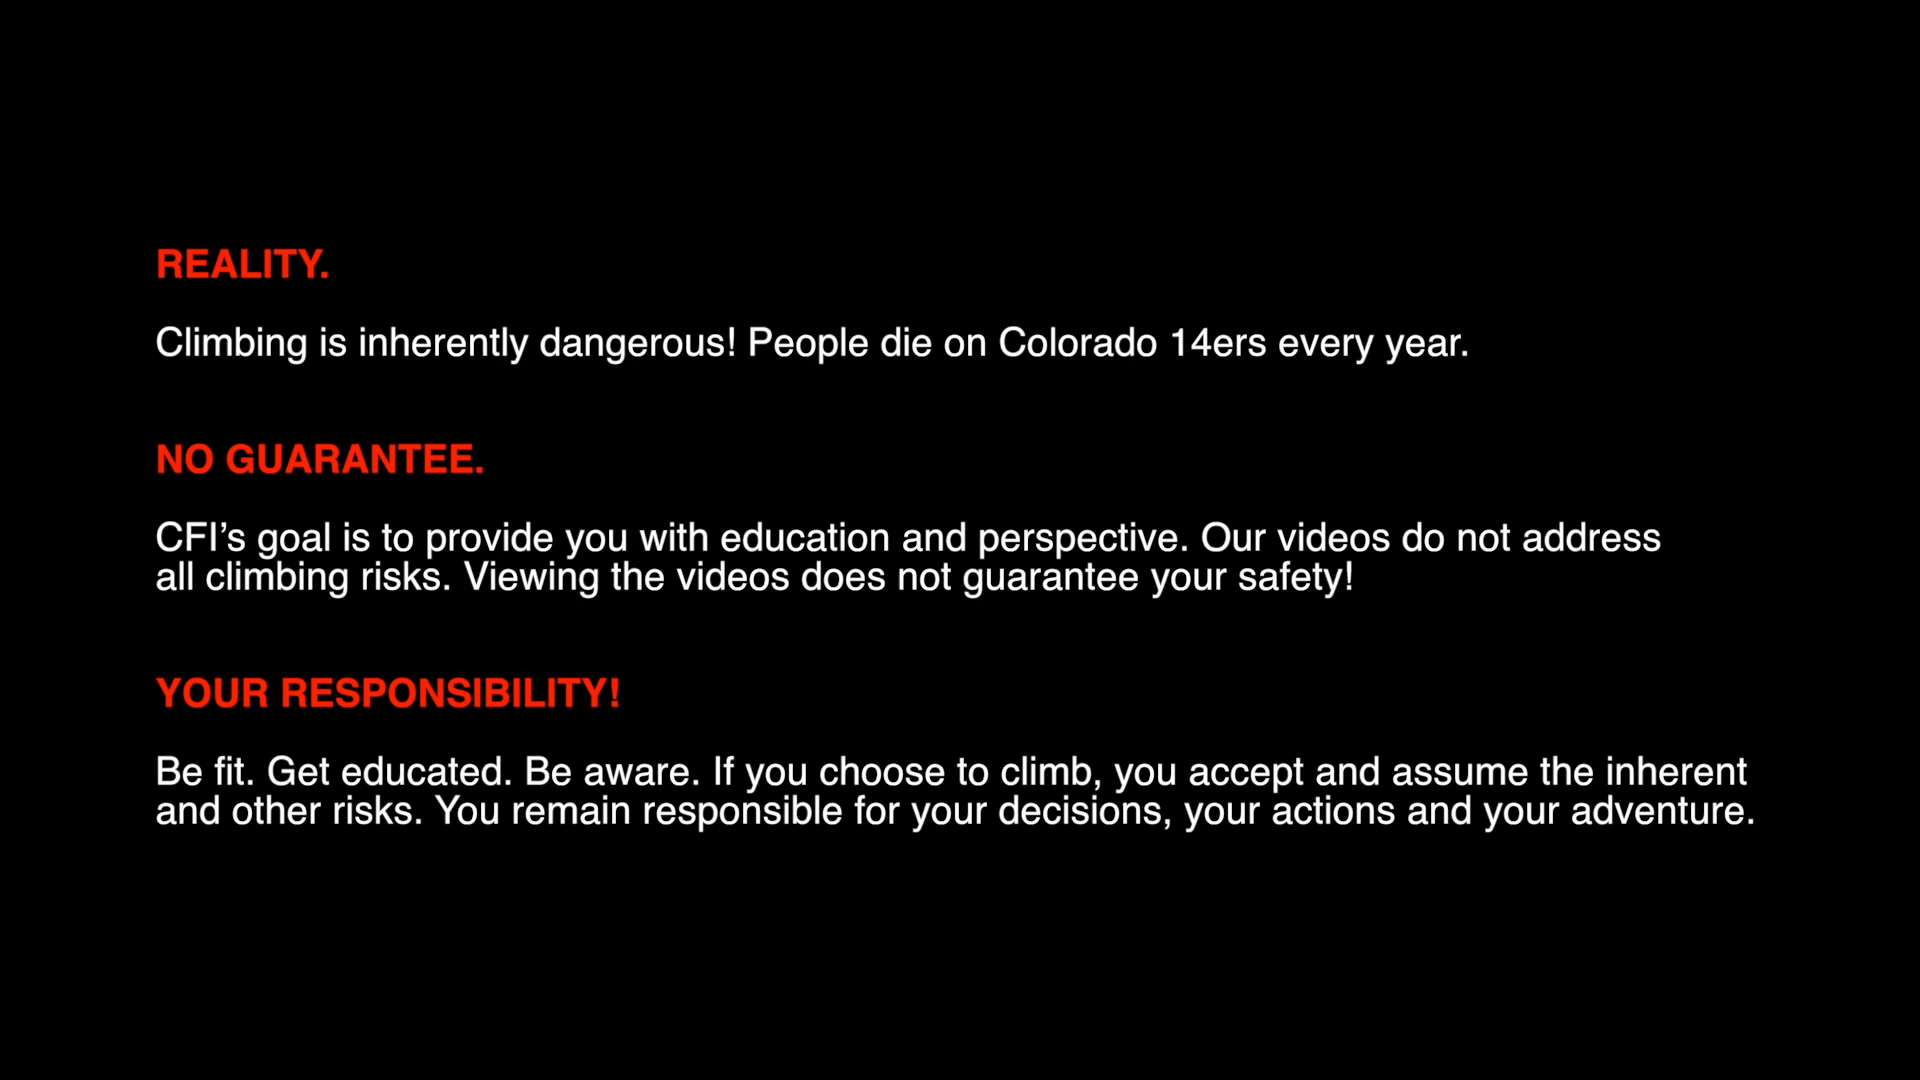 REALITY.
Climbing is inherently dangerous! People die on Colorado 14ers every year.
NO GUARANTEE.
CFI’s goal is to provide you with education and perspective. Our videos do not address
all climbing risks. Viewing the videos does not guarantee your safety!
YOUR RESPONSIBILITY!
Be fit. Get educated. Be aware. If you choose to climb, you accept and assume the inherent
and other risks. You remain responsible for your decisions, your actions and your adventure.